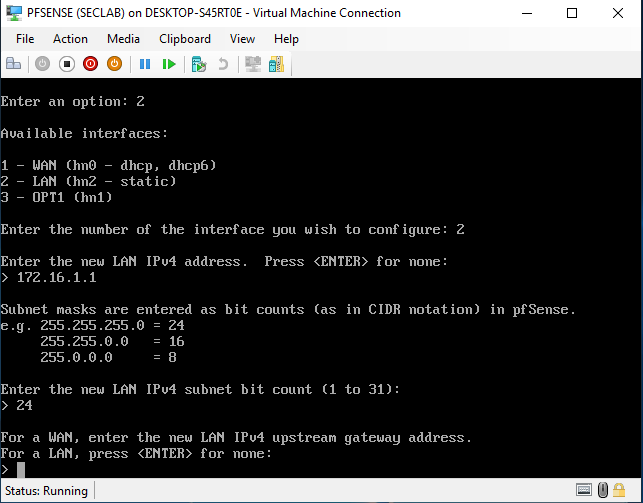 PFSENSE (SECLAB) on DESKTOP-S45RT0E - Virtual Machine Connection
File Action Media Clipboard View Help
Enter an option: 2
Available interfaces:
1 - WAN (hn0 - dhcp, dhcp6)
2 - LAN (hn2 - static)
3 - OPT1 (hn1)
Enter the number of the interface you wish to configure: 2
Enter the new LAN IPv4 address.  Press <ENTER> for none:
> 172.16.1.1
Subnet masks are entered as bit counts (as in CIDR notation) in pfSense.
e.g. 255.255.255.0 = 24
     255.255.0.0   = 16
     255.0.0.0     = 8
Enter the new LAN IPv4 subnet bit count (1 to 31):
> 24
For a WAN, enter the new LAN IPv4 upstream gateway address.
For a LAN, press <ENTER> for none:
>
Status: Running